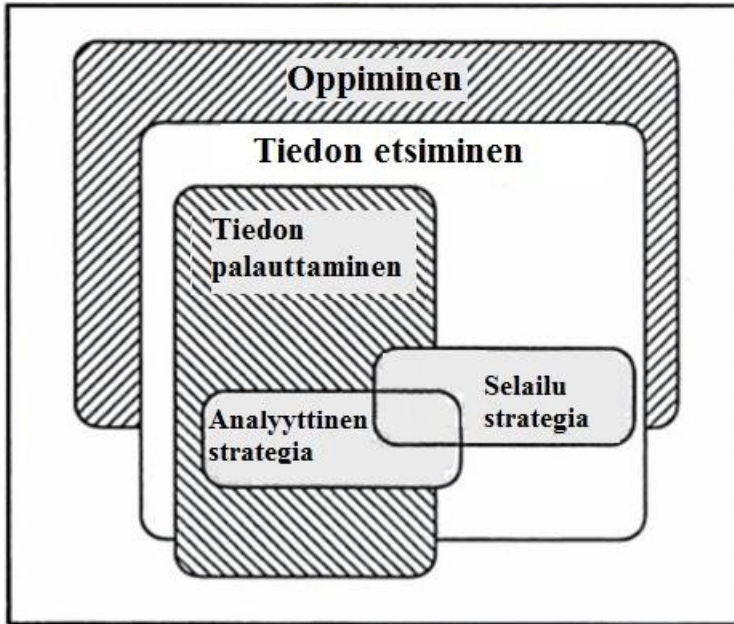 Oppiminen
Tiedon etsiminen
Tiedon
palauttaminen
Selailu
strategia
Analyyttinen
strategia